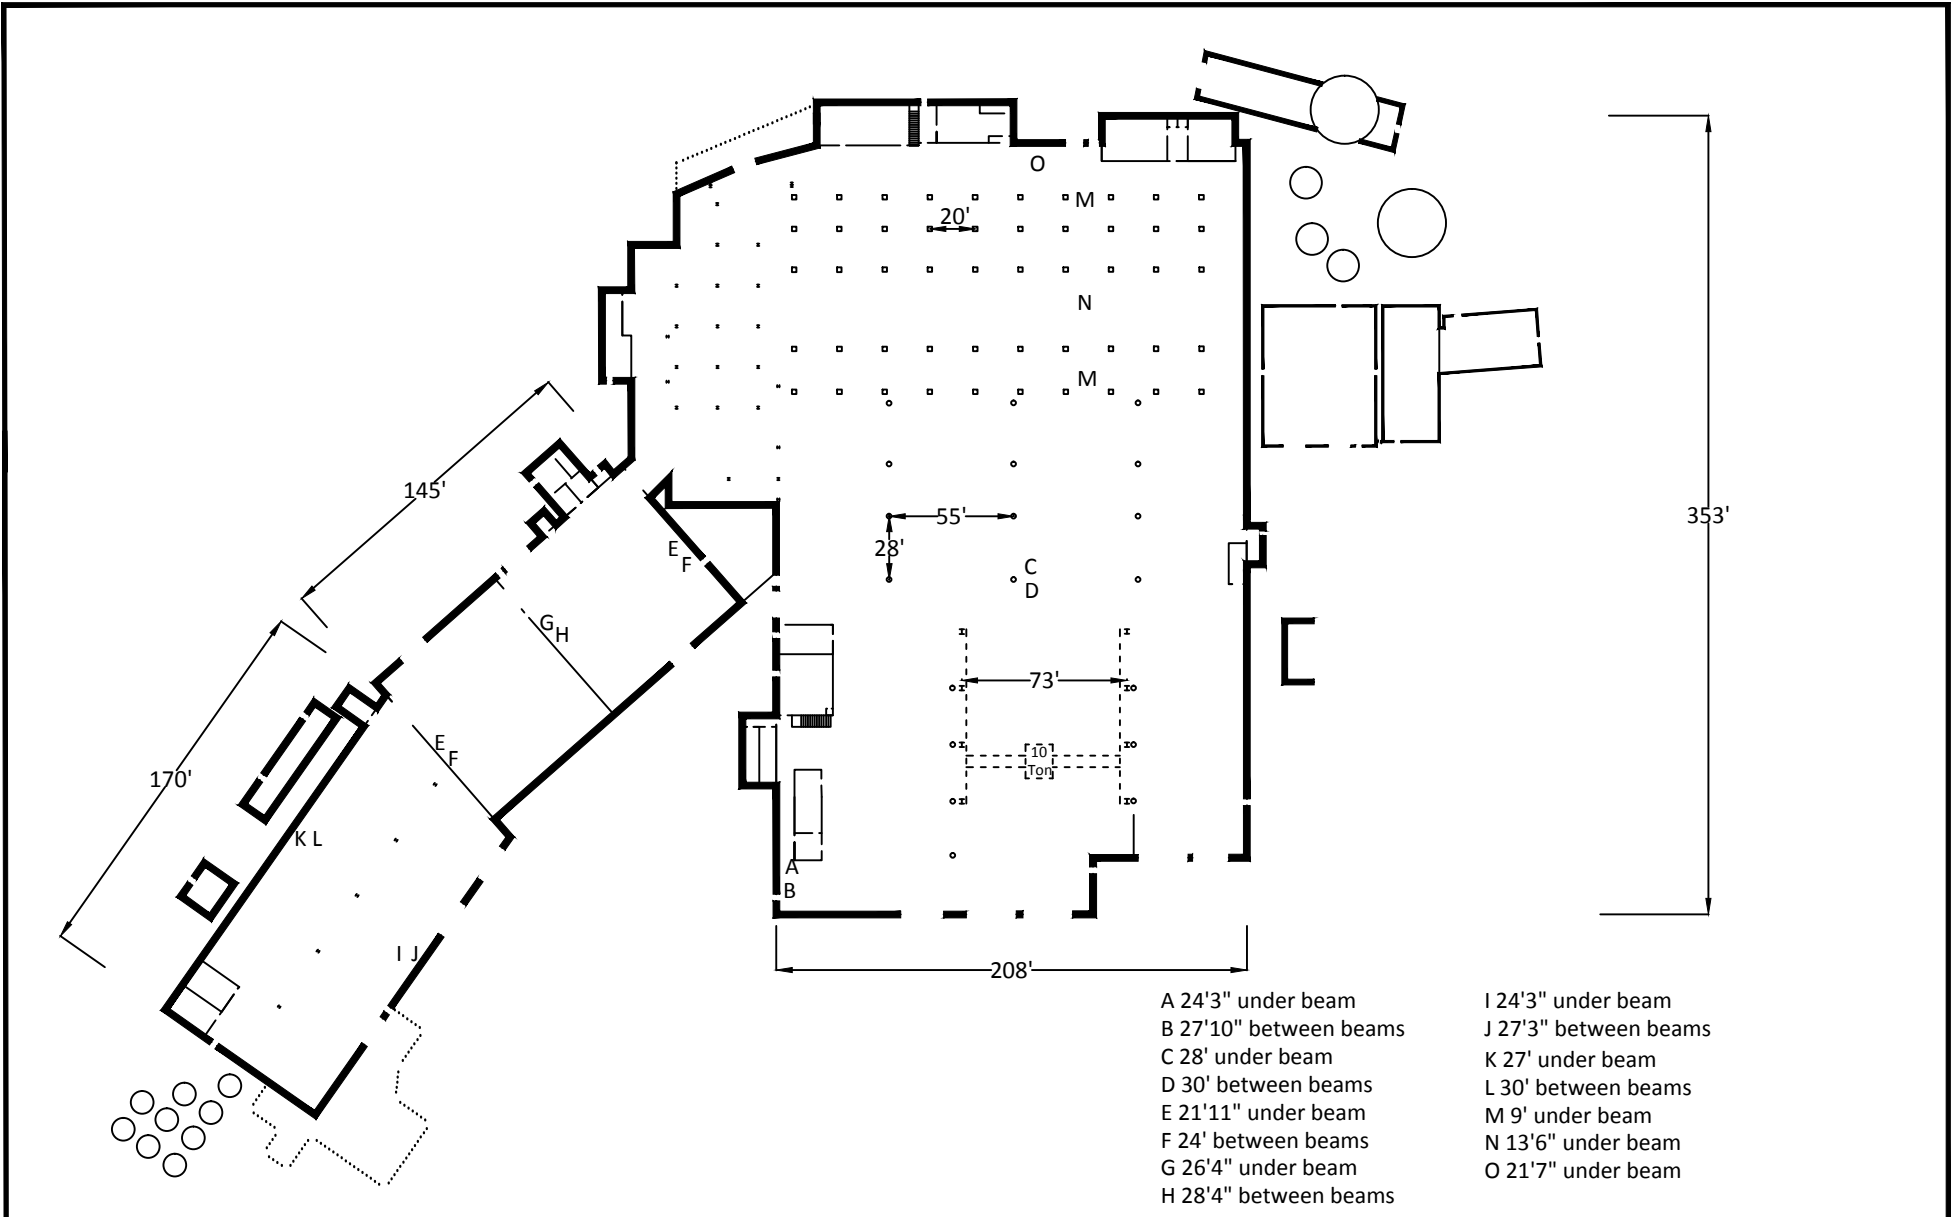 O
M
20'
N
M
145'
55'
353'
28'
E
F
C
D
G
H
73'
E
F
10
Ton
170'
K L
A
B
I J
208'
A 24'3" under beam
B 27'10" between beams
C 28' under beam
D 30' between beams
E 21'11" under beam
F 24' between beams
G 26'4" under beam
H 28'4" between beams
I 24'3" under beam
J 27'3" between beams
K 27' under beam
L 30' between beams
M 9' under beam
N 13'6" under beam
O 21'7" under beam